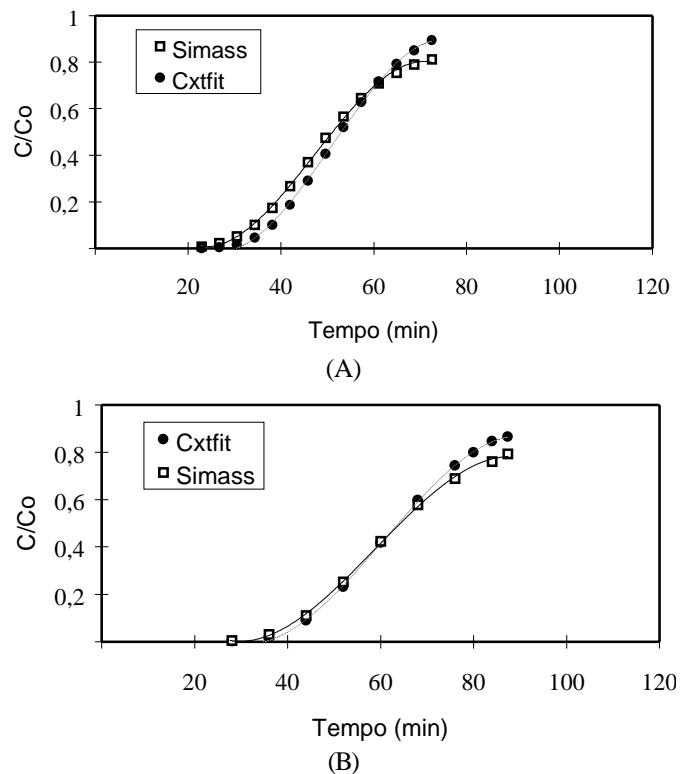 1
0,8
0,6
0,4
0,2
C/Co
Simass
Cxtfit
20 40 60 80 100 120
Tempo (min)
(A)
1
0,8
0,6
0,4
0,2
C/Co
Cxtfit
Simass
20 40 60 80 100 120
Tempo (min)
(B)